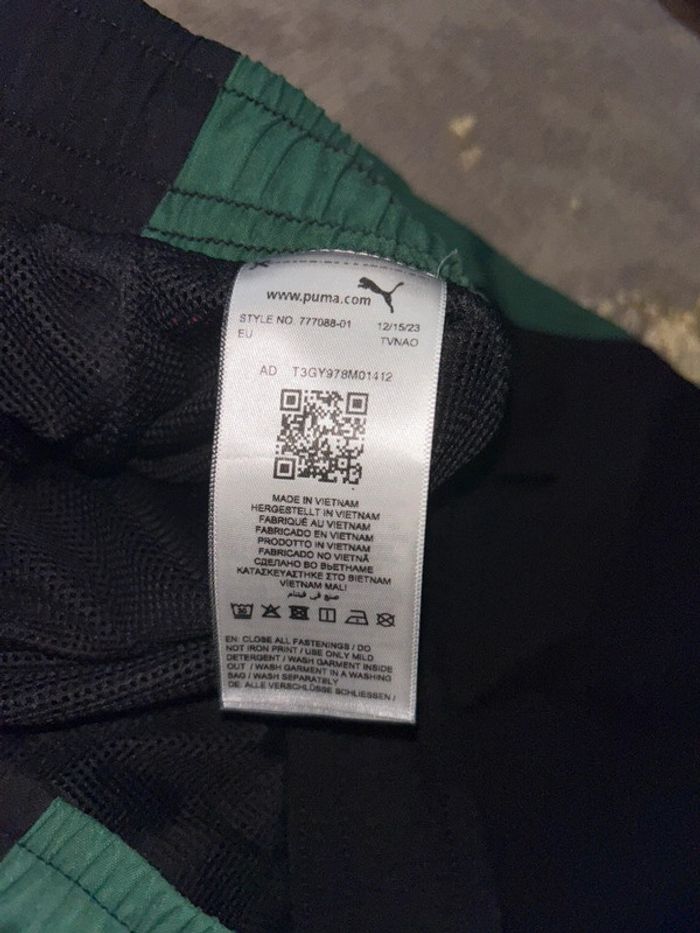 www.puma.com
STYLE NO. 777088-01 12/15/23
EU TVNAO
AD T3GY978M01412
MADE IN VIETNAM
HERGESTELLT IN VIETNAM
FABRIQUÉ AU VIETNAM
FABRICADO EN VIETNAM
PRODOTTO IN VIETNAM
FABRICADO NO VIETNÃ
СДЕЛАНО ВО ВЬЕТНАМЕ
ΚΑΤΑΣΚΕΥΑΣΤΗΚΕ ΣΤΟ ΒΙΕΤΝΑΜ
VIETNAM MALI
صنع في فيتنام
EN: CLOSE ALL FASTENINGS / DO
NOT IRON PRINT / USE ONLY MILD
DETERGENT / WASH GARMENT INSIDE
OUT / WASH GARMENT IN A WASHING
BAG / WASH SEPARATELY
DE: ALLE VERSCHLÜSSE SCHLIESSEN /